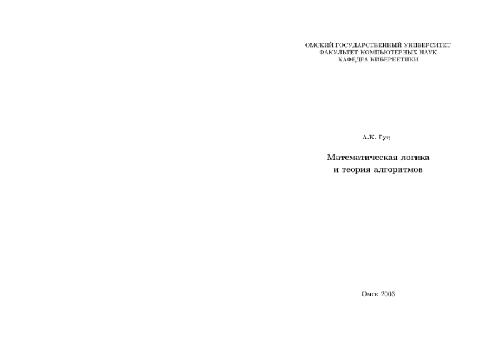 ОМСКИЙ ГОСУДАРСТВЕННЫЙ УНИВЕРСИТЕТ
ФАКУЛЬТЕТ КОМПЬЮТЕРНЫХ НАУК
КАФЕДРА КИБЕРНЕТИКИ
А.К. Гуц
Математическая логика
и теория алгоритмов
Омск 2003